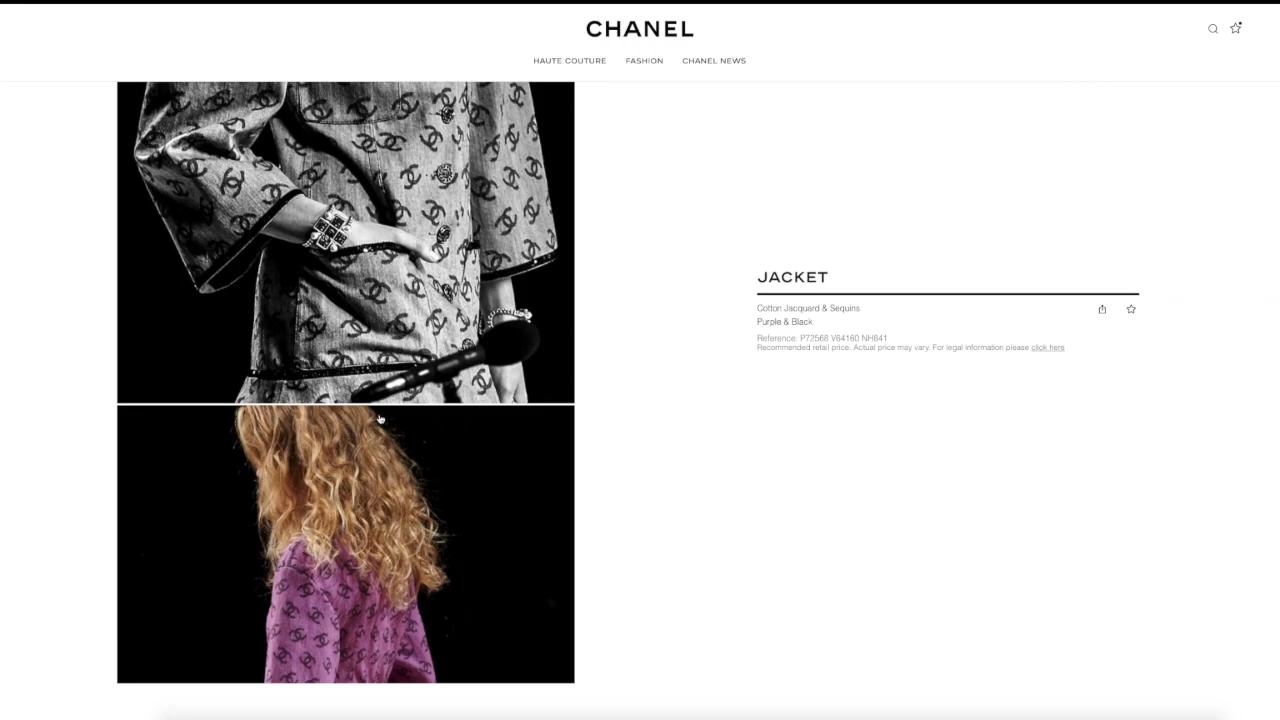 CHANEL
HAUTE COUTURE FASHION CHANEL NEWS
JACKET
Cotton Jacquard & Sequins
Purple & Black
Reference: P72568 V64160 NH641
Recommended retail price. Actual price may vary. For legal information please click here